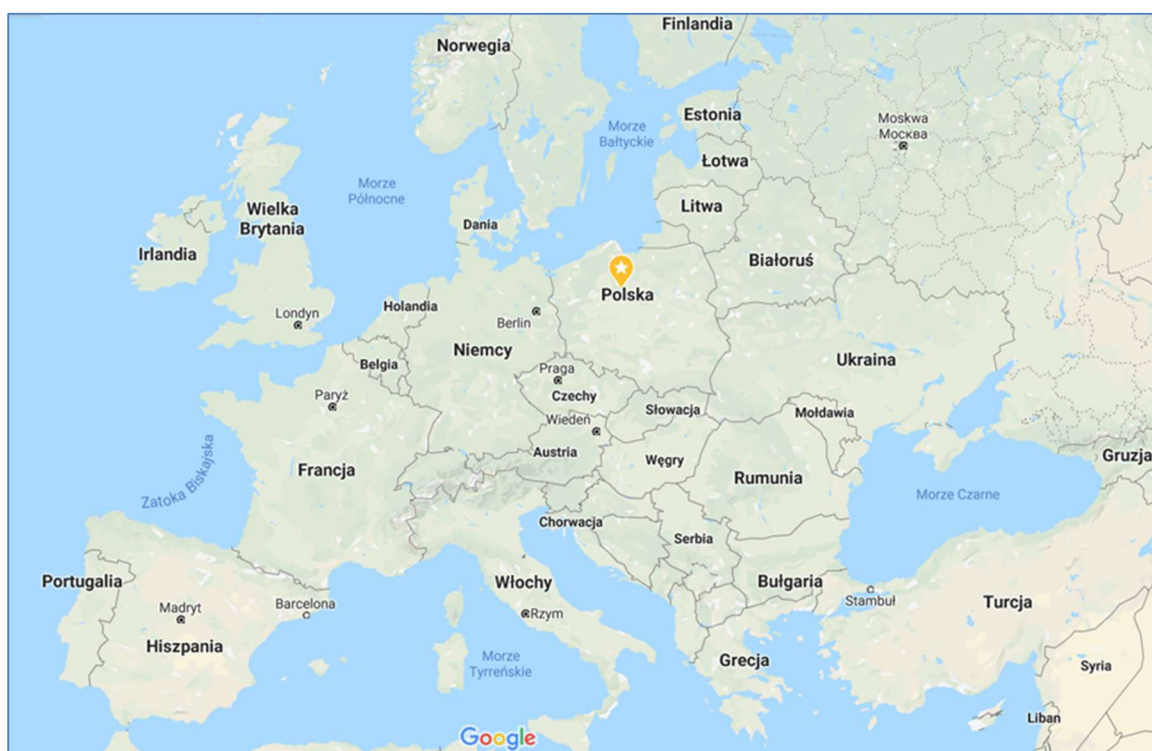 Finlandia
Norwegia
Estonia
Moskwa
Москва
Morze
Bałtyckie
Łotwa
Morze
Północne
Litwa
Wielka
Brytania
Dania
Irlandia
Białoruś
Polska
Holandia
Londyn
Berlin
Niemcy
Ukraina
Belgia
Praga
Czechy
Paryż
Słowacja
Mołdawia
Wiedeń
Austria
Węgry
Gruzja
Francja
Rumunia
Zatoka Biskajska
Morze Czarne
Chorwacja
Serbia
Portugalia
Włochy
Bułgaria
Stambuł
Turcja
Madryt
Barcelona
Rzym
Hiszpania
Morze
Tyrreńskie
Grecja
Syria
Liban
Google